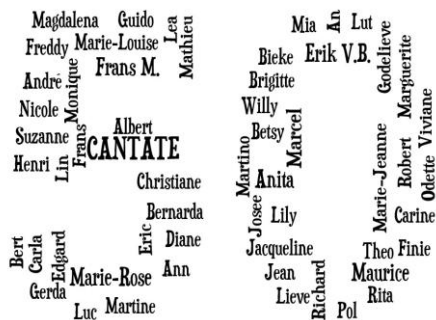 Magdalena
Guido
Lea
Mathieu
Freddy
Marie-Louise
Frans M.
André
Monique
Nicole
Suzanne
Frans
Albert
Henri
Lin
CANTATE
Christiane
Bernarda
Bert
Carla
Edgard
Eric
Diane
Gerda
Marie-Rose
Ann
Luc
Martine
Mia
An
Lut
Bieke
Erik V.B.
Godelieve
Marguerite
Brigitte
Willy
Betsy
Marcel
Viviane
Martino
Anita
Marie-Jeanne
Robert
Odette
Josee
Lily
Carine
Jacqueline
Theo
Finie
Jean
Maurice
Lieve
Richard
Rita
Pol